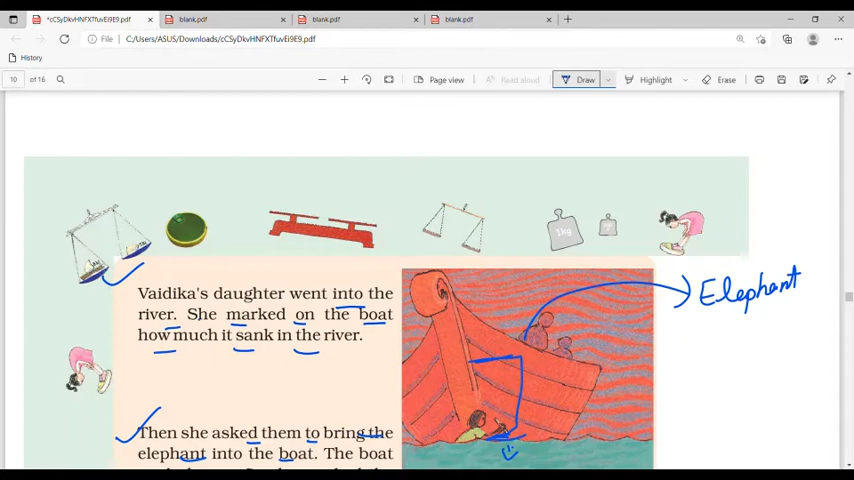 *cCSyDkvHNFXTfuvEi9E9.pdf
blank.pdf
blank.pdf
blank.pdf
File
C:/Users/ASUS/Downloads/cCSyDkvHNFXTfuvEi9E9.pdf
History
10 of 16
Page view
Read aloud
Draw
Highlight
Erase
1kg
Vaidika's daughter went into the
river. She marked on the boat
how much it sank in the river.
Elephant
Then she asked them to bring the
elephant into the boat. The boat